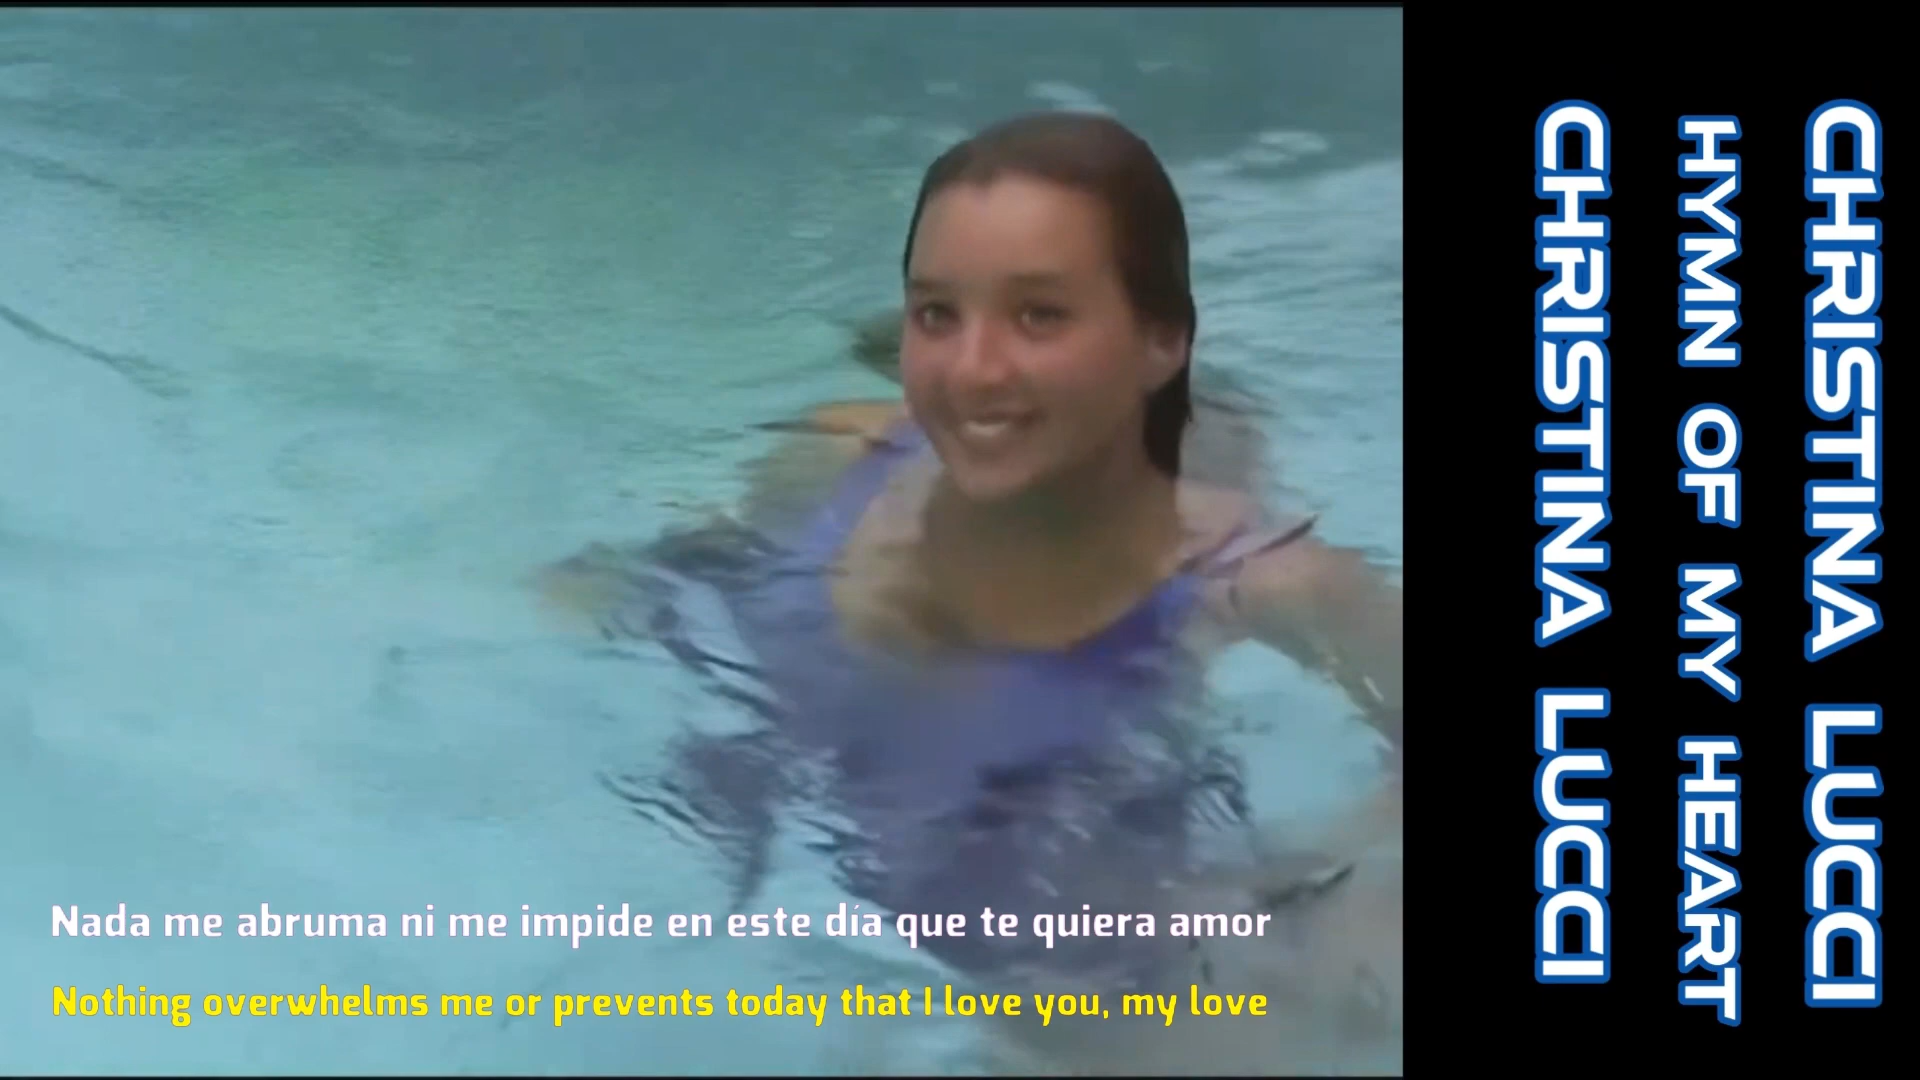 Nada me abruma ni me impide en este día que te quiera amor
Nothing overwhelms me or prevents today that I love you, my love
CHRISTINA LUCCI
HYMN OF MY HEART
CHRISTINA LUCCI